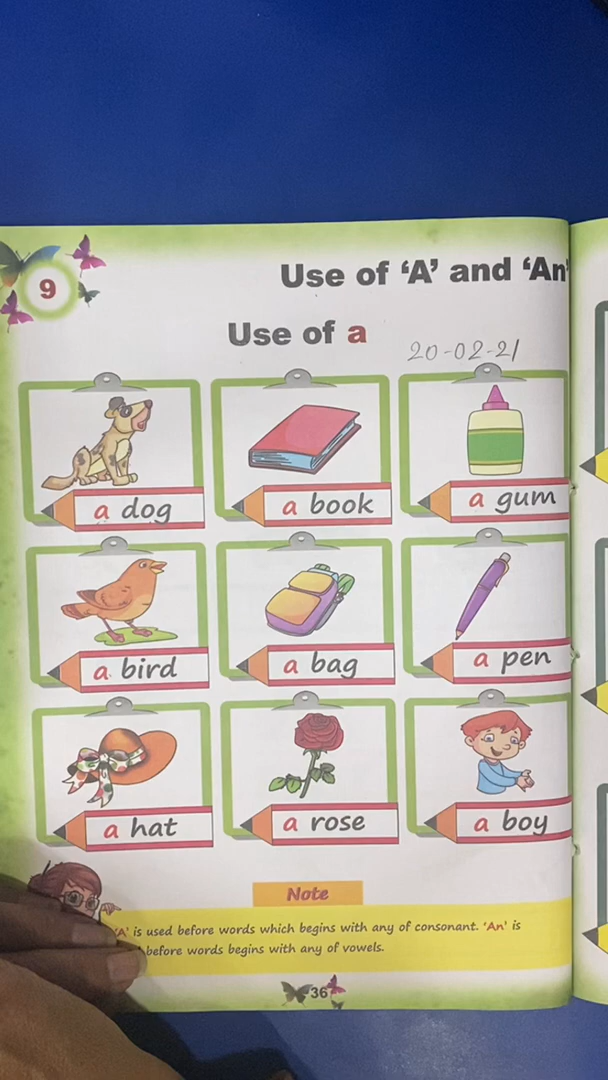 9
Use of ‘A’ and ‘An’
Use of a
20-02-21
a dog
a book
a gum
a bird
a bag
a pen
a hat
a rose
a boy
Note
‘A’ is used before words which begins with any of consonant. ‘An’ is
before words begins with any of vowels.
36